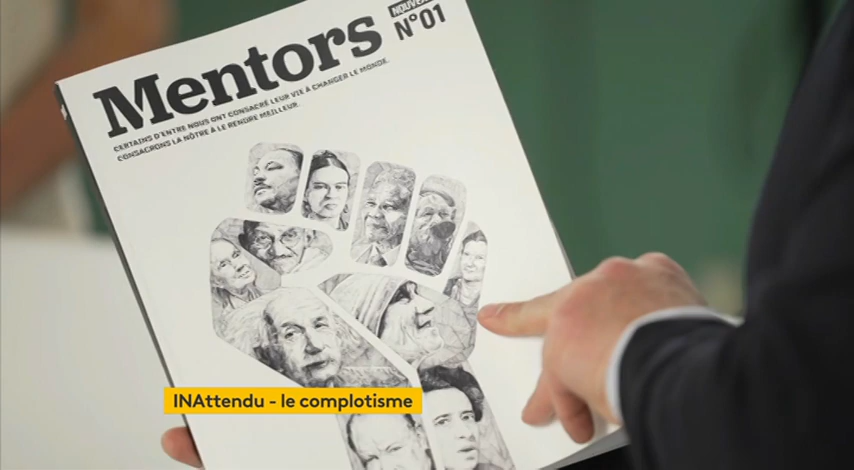 NOUVEAU
N°01
Mentors
CERTAINS D'ENTRE NOUS ONT CONSACRÉ LEUR VIE À CHANGER LE MONDE.
CONSACRONS LA NÔTRE À LE RENDRE MEILLEUR.
INAttendu - le complotisme